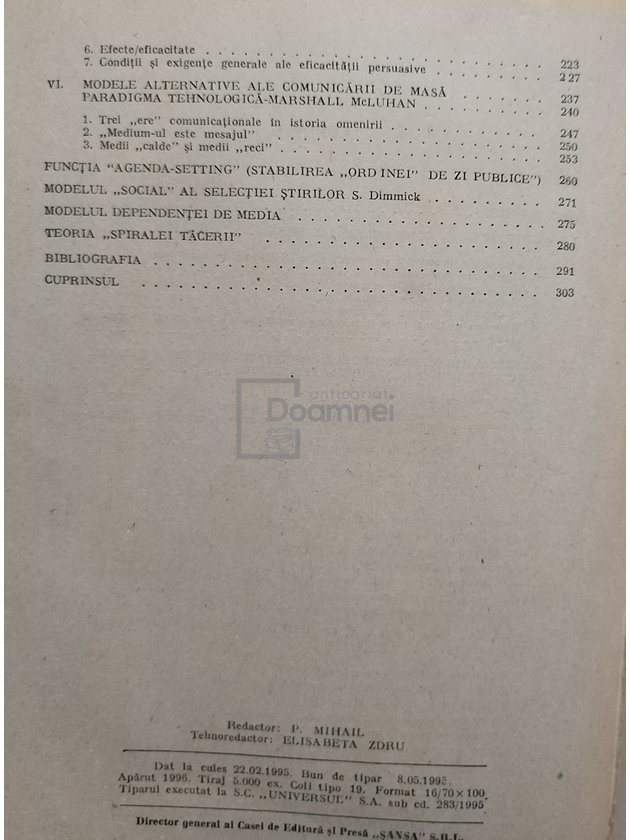 6. Efecte/eficacitate . . . . . . . . . . . . . . . . . . . . . . 223
7. Condiții și exigențe generale ale eficacității persuasive . . . . . . . . 227
VI. MODELE ALTERNATIVE ALE COMUNICĂRII DE MASĂ . . . . . . 237
PARADIGMA TEHNOLOGICĂ-MARSHALL McLUHAN . . . . . . . . 240
1. Trei „ere” comunicaționale în istoria omenirii . . . . . . . . . . . 247
2. „Medium-ul este mesajul” . . . . . . . . . . . . . . . . . . . 250
3. Medii „calde” și medii „reci” . . . . . . . . . . . . . . . . . . 253
FUNCȚIA “AGENDA-SETTING” (STABILIREA „ORDINEI” DE ZI PUBLICE”) 260
MODELUL „SOCIAL” AL SELECȚIEI ȘTIRILOR S. Dimmick . . . . . . . . 271
MODELUL DEPENDENȚEI DE MEDIA . . . . . . . . . . . . . . . . . 275
TEORIA „SPIRALEI TĂCERII” . . . . . . . . . . . . . . . . . . . 280
BIBLIOGRAFIA . . . . . . . . . . . . . . . . . . . . . . . . . . . 291
CUPRINSUL . . . . . . . . . . . . . . . . . . . . . . . . . . . 303
anticariat
Doamnei
Redactor: P. MIHAIL
Tehnoredactor: ELISABETA ZDRU
Dat la cules 22.02.1995. Bun de tipar 8.05.1995.
Apărut 1996. Tiraj 5.000 ex. Coli tipo 19. Format 16/70×100.
Tiparul executat la S.C. „UNIVERSUL” S.A. sub cd. 283/1995
Director general al Casei de Editură și Presă „ȘANSA” S.R.L.